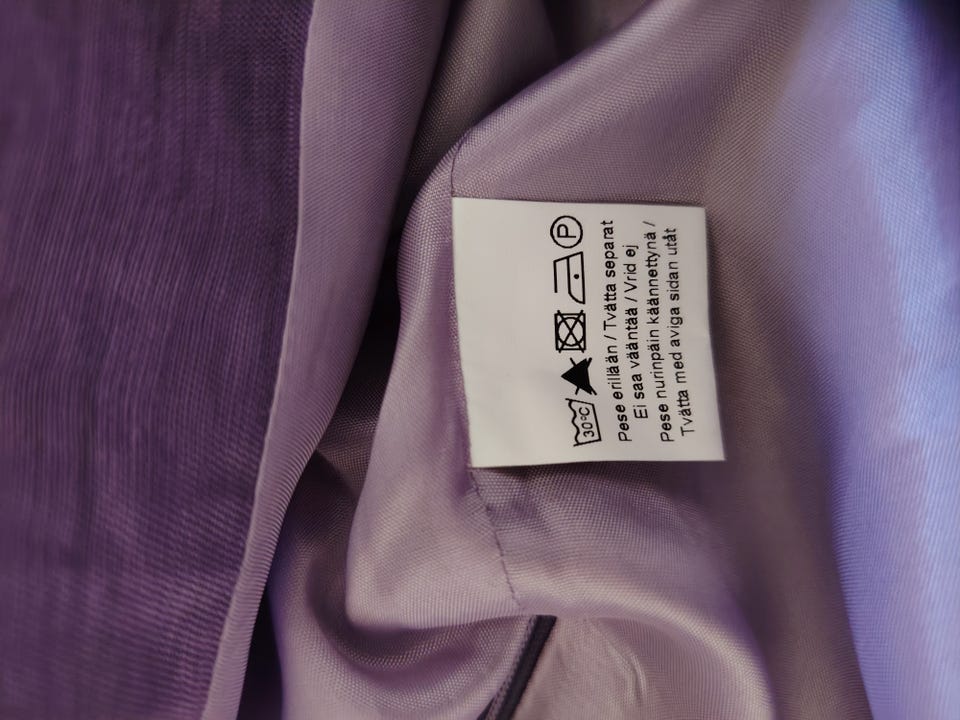 30°C P
Pese erillään / Tvätta separat
Ei saa vääntää / Vrid ej
Pese nurinpäin käännettynä /
Tvätta med aviga sidan utåt